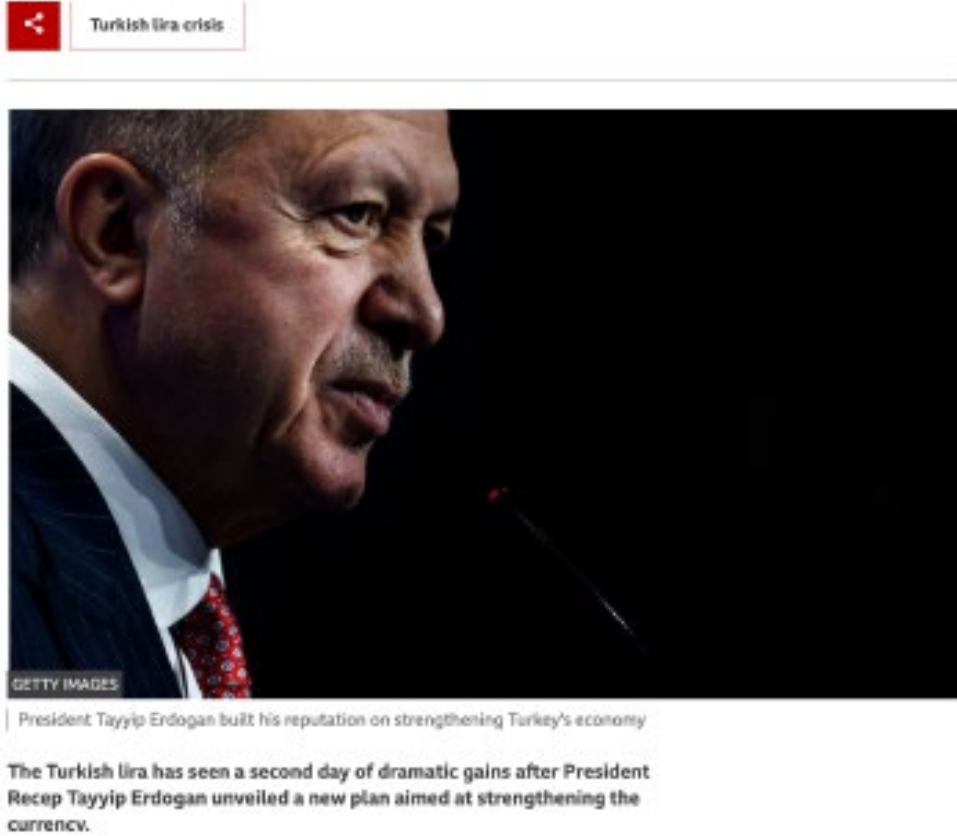 Turkish lira crisis
GETTY IMAGES
President Tayyip Erdogan built his reputation on strengthening Turkey's economy
The Turkish lira has seen a second day of dramatic gains after President
Recep Tayyip Erdogan unveiled a new plan aimed at strengthening the
currency.